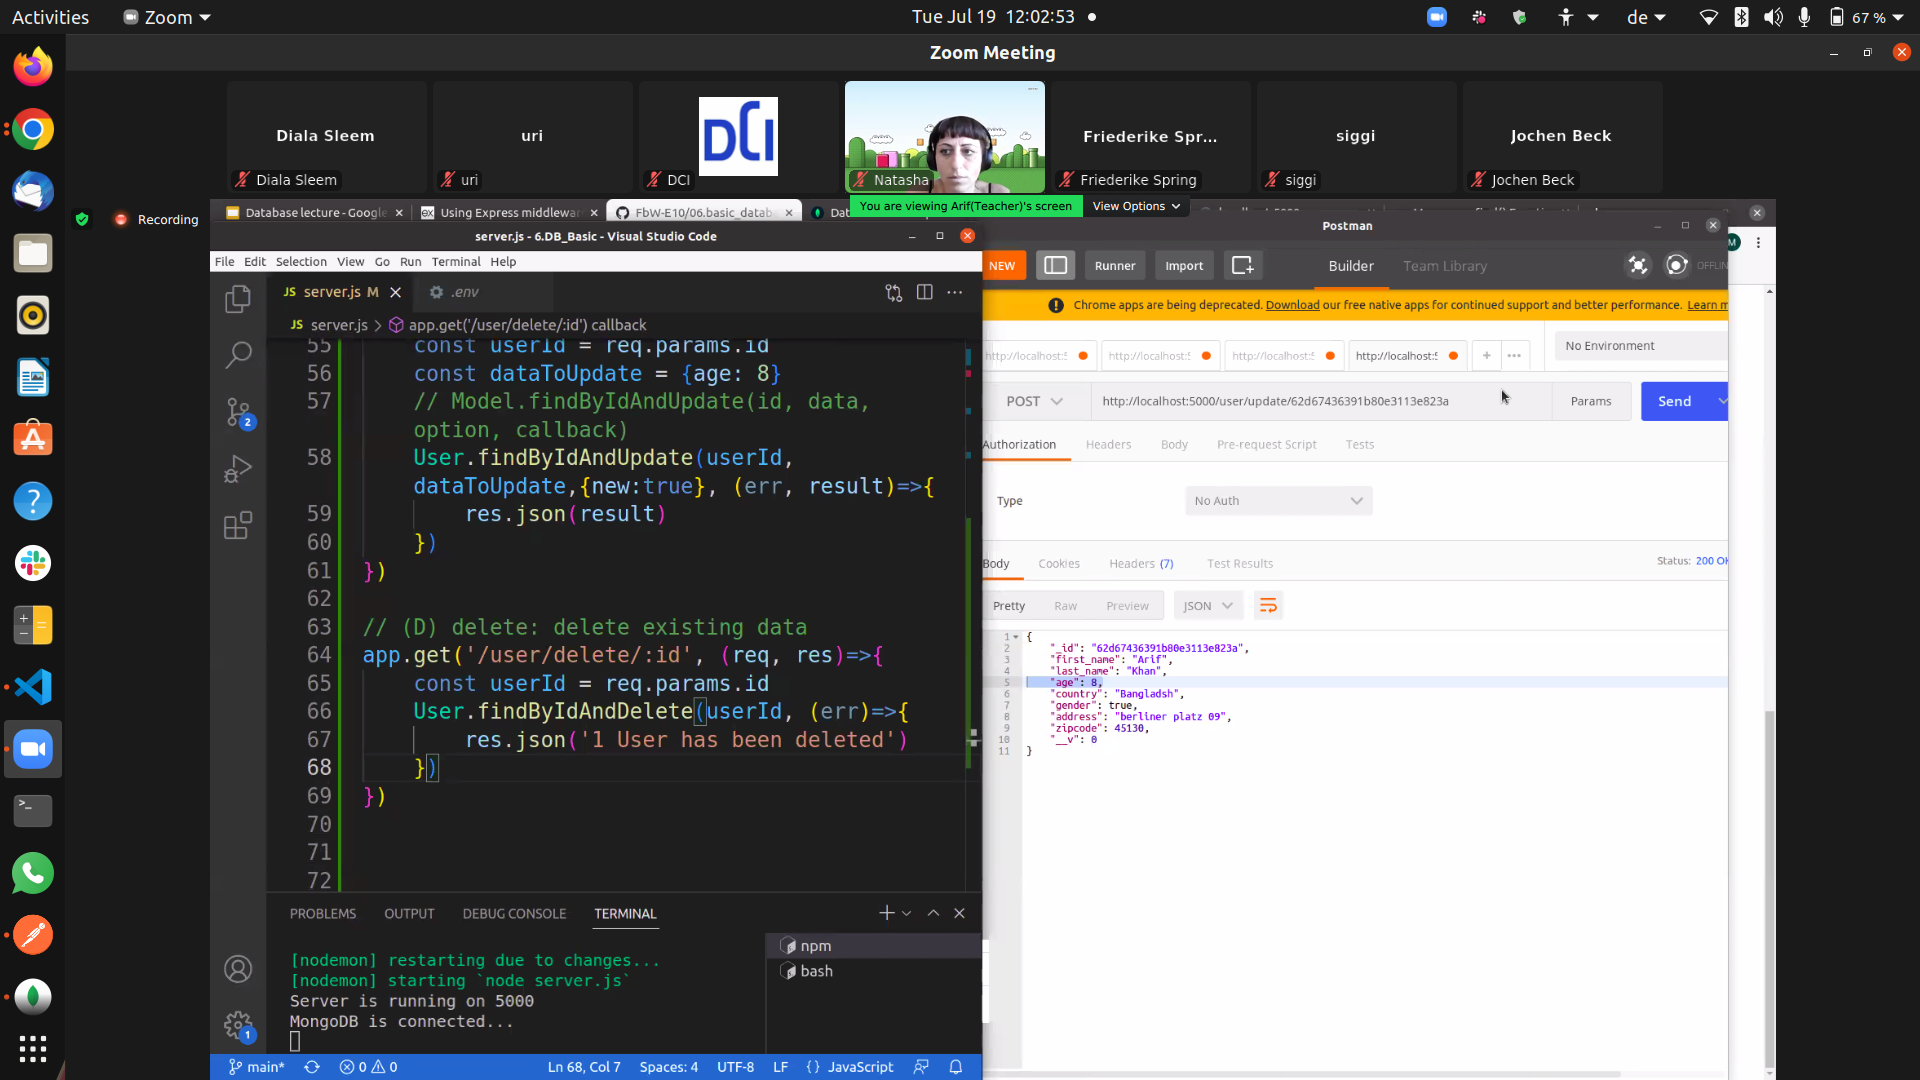 Activities
Zoom
Tue Jul 19 12:02:53
de
67 %
Zoom Meeting
Diala Sleem
uri
DCI
Friederike Spr...
siggi
Jochen Beck
Diala Sleem
uri
DCI
Natasha
Friederike Spring
siggi
Jochen Beck
Recording
You are viewing Arif(Teacher)'s screen
View Options
Database lecture - Google
Using Express middlewar
FbW-E10/06.basic_datab
Dat
server.js - 6.DB_Basic - Visual Studio Code
File Edit Selection View Go Run Terminal Help
JS server.js M
.env
JS server.js > app.get('/user/delete/:id') callback
55 const userId = req.params.id
56 const dataToUpdate = {age: 8}
57 // Model.findByIdAndUpdate(id, data,
option, callback)
58 User.findByIdAndUpdate(userId,
dataToUpdate,{new:true}, (err, result)=>{
59 res.json(result)
60 })
61 })
62
63 // (D) delete: delete existing data
64 app.get('/user/delete/:id', (req, res)=>{
65 const userId = req.params.id
66 User.findByIdAndDelete(userId, (err)=>{
67 res.json('1 User has been deleted')
68 })
69 })
70
71
72
2
1
PROBLEMS OUTPUT DEBUG CONSOLE TERMINAL
[nodemon] restarting due to changes...
[nodemon] starting `node server.js`
Server is running on 5000
MongoDB is connected...
npm
bash
main*
0 0
Ln 68, Col 7 Spaces: 4 UTF-8 LF {} JavaScript
Postman
M
NEW
Runner
Import
Builder
Team Library
OFFLIN
Chrome apps are being deprecated. Download our free native apps for continued support and better performance. Learn m
http://localhost:5
http://localhost:5
http://localhost:5
http://localhost:5
No Environment
POST
http://localhost:5000/user/update/62d67436391b80e3113e823a
Params
Send
Authorization Headers Body Pre-request Script Tests
Type
No Auth
Body Cookies Headers (7) Test Results
Status: 200 OK
Pretty Raw Preview JSON
1 {
2 "_id": "62d67436391b80e3113e823a",
3 "first_name": "Arif",
4 "last_name": "Khan",
5 "age": 8,
6 "country": "Bangladsh",
7 "gender": true,
8 "address": "berliner platz 09",
9 "zipcode": 45130,
10 "__v": 0
11 }